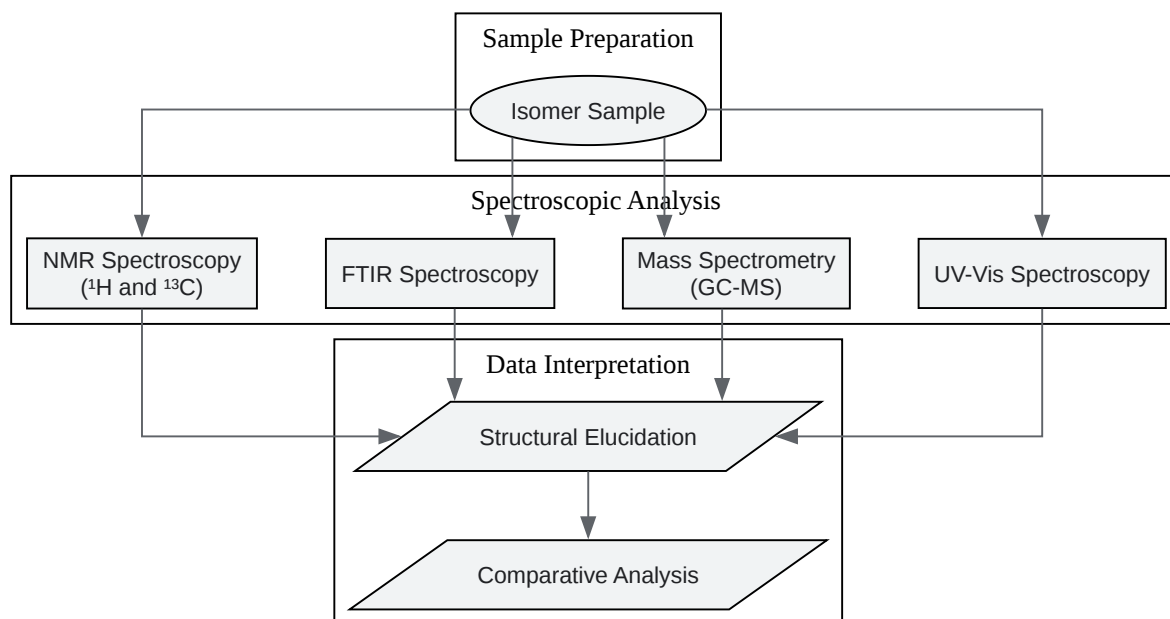 Sample Preparation
Isomer Sample
Spectroscopic Analysis
NMR Spectroscopy
(¹H and ¹³C)
FTIR Spectroscopy
Mass Spectrometry
(GC-MS)
UV-Vis Spectroscopy
Data Interpretation
Structural Elucidation
Comparative Analysis